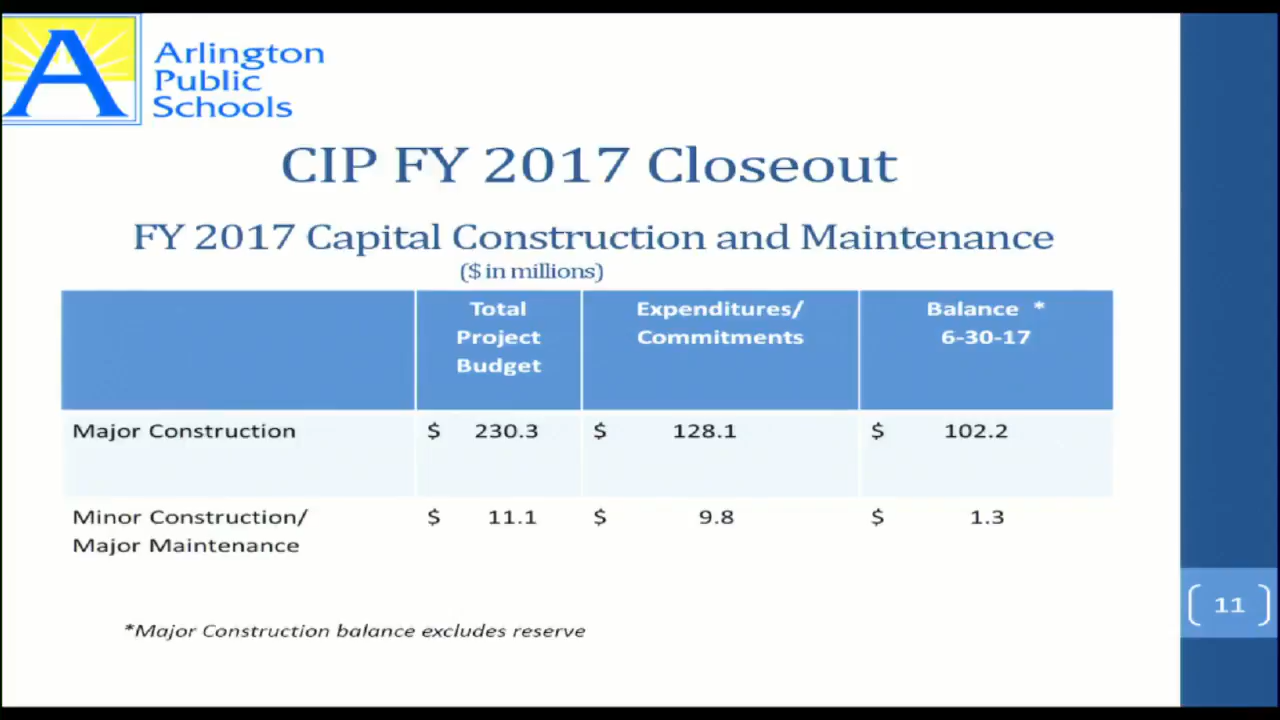 Arlington
Public
Schools
CIP FY 2017 Closeout
FY 2017 Capital Construction and Maintenance
($ in millions)
Total Project Budget
Expenditures/ Commitments
Balance * 6-30-17
Major Construction $ 230.3 $ 128.1 $ 102.2
Minor Construction/ $ 11.1 $ 9.8 $ 1.3
Major Maintenance
*Major Construction balance excludes reserve
11